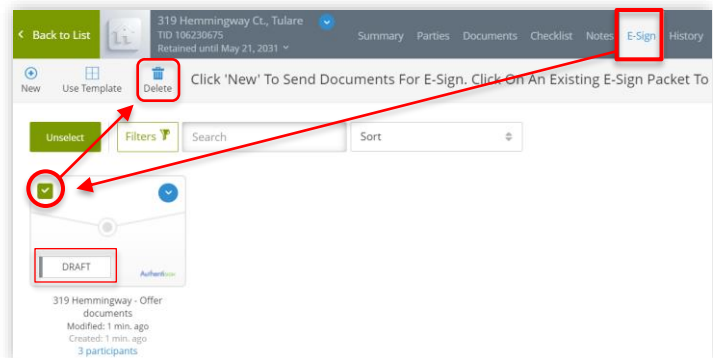 < Back to List
319 Hemmingway Ct., Tulare
TID 106230675
Retained until May 21, 2031
Summary Parties Documents Checklist Notes E-Sign History
New Use Template Delete
Click 'New' To Send Documents For E-Sign. Click On An Existing E-Sign Packet To
Unselect Filters Search Sort
DRAFT
Authentisign
319 Hemmingway - Offer
documents
Modified: 1 min. ago
Created: 1 min. ago
3 participants